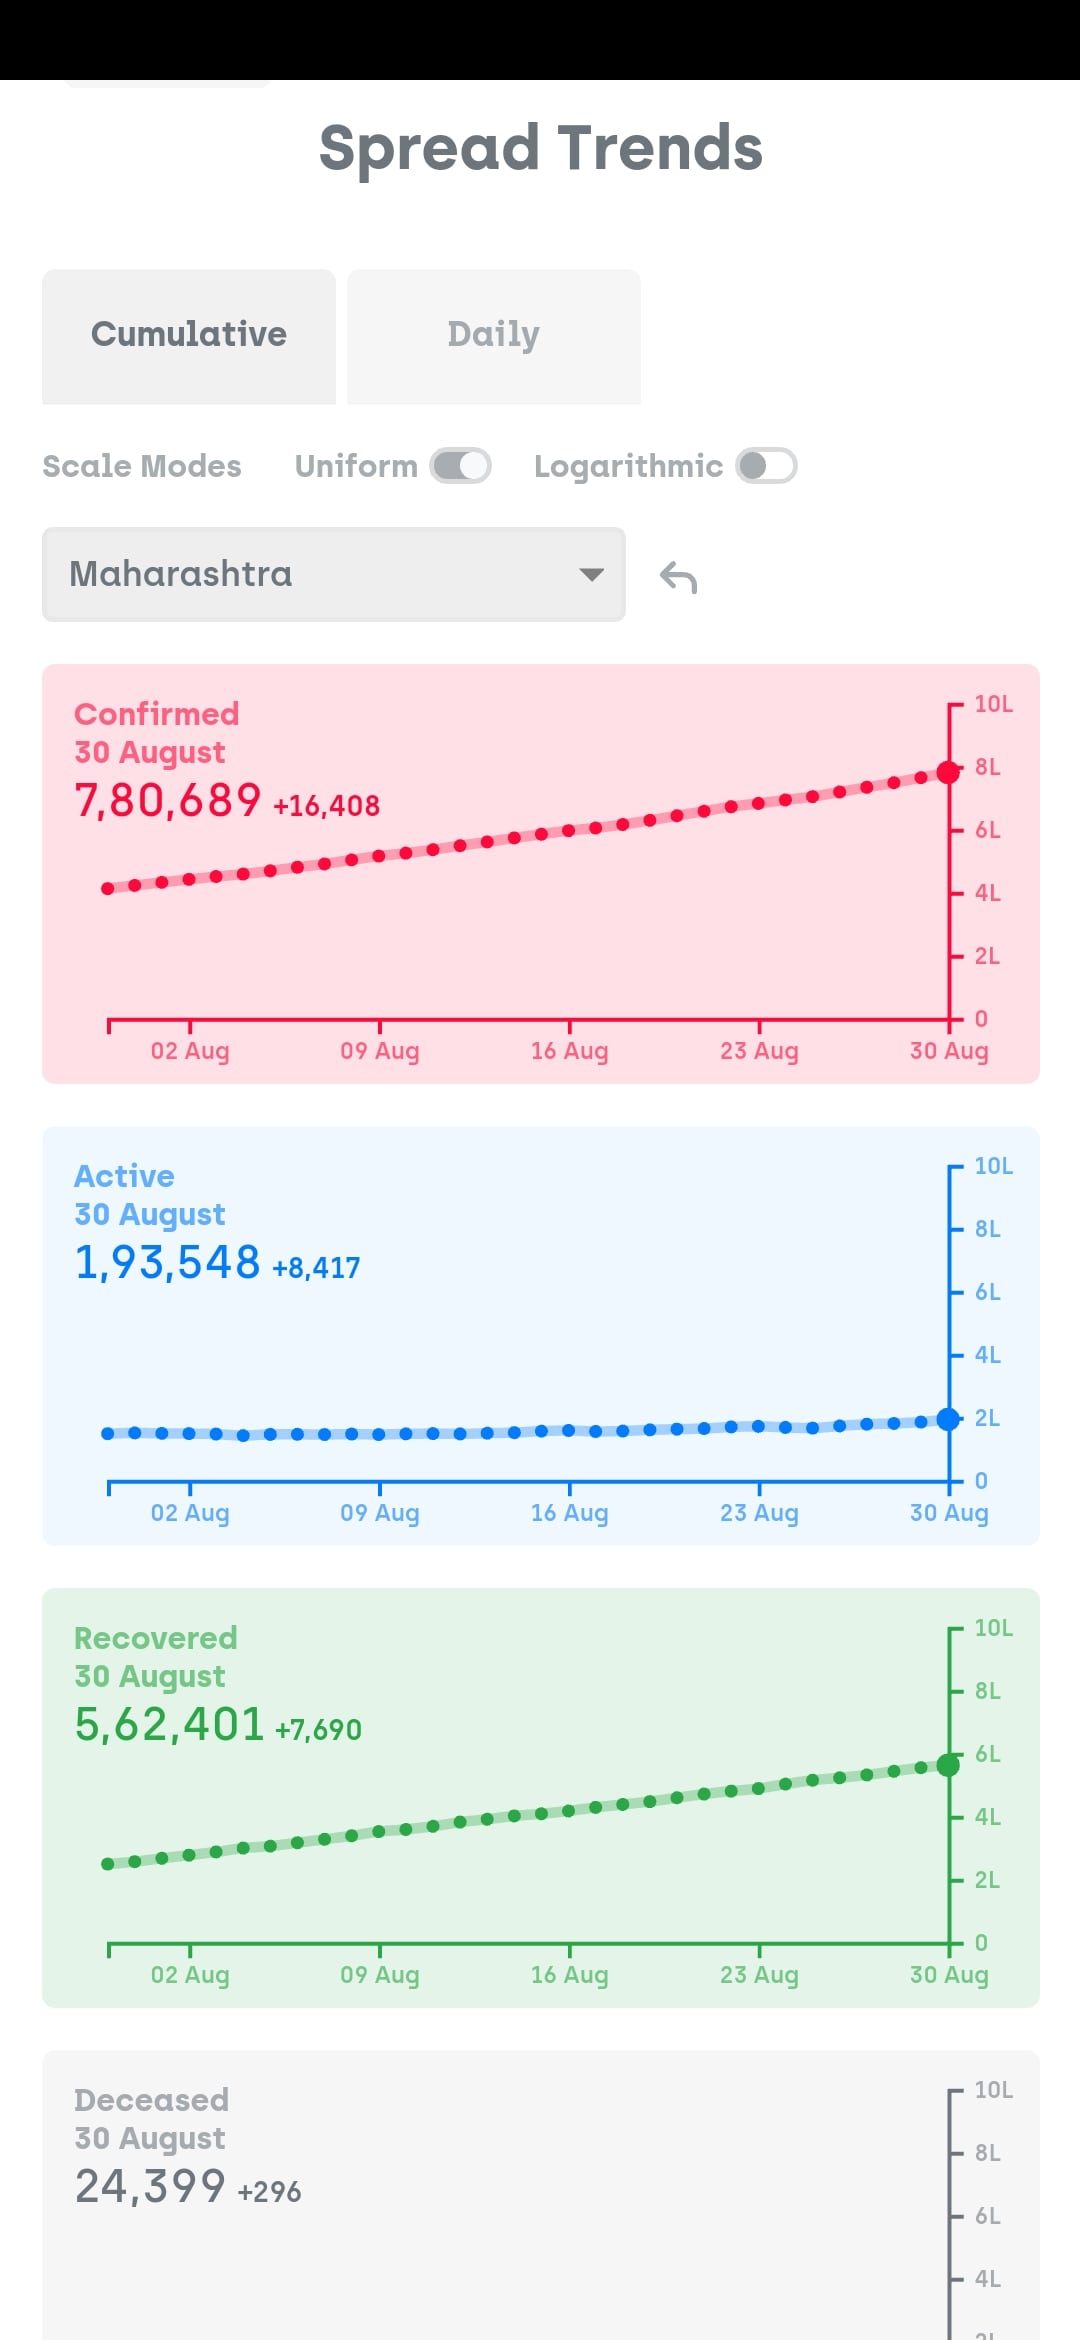 Spread Trends
Cumulative Daily
Scale Modes Uniform Logarithmic
Maharashtra
Confirmed
30 August
7,80,689 +16,408
10L
8L
6L
4L
2L
0
02 Aug 09 Aug 16 Aug 23 Aug 30 Aug
Active
30 August
1,93,548 +8,417
10L
8L
6L
4L
2L
0
02 Aug 09 Aug 16 Aug 23 Aug 30 Aug
Recovered
30 August
5,62,401 +7,690
10L
8L
6L
4L
2L
0
02 Aug 09 Aug 16 Aug 23 Aug 30 Aug
Deceased
30 August
24,399 +296
10L
8L
6L
4L